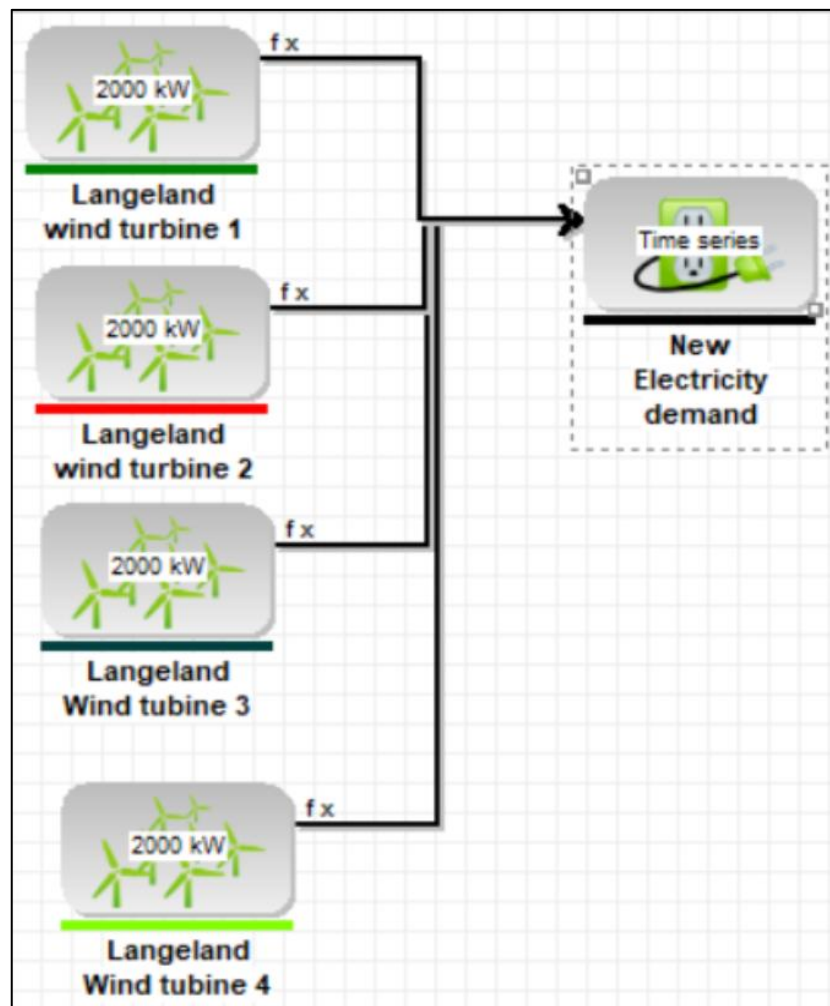 f x
2000 kW
Langeland
wind turbine 1
Time series
New
Electricity
demand
f x
2000 kW
Langeland
wind turbine 2
f x
2000 kW
Langeland
Wind tubine 3
f x
2000 kW
Langeland
Wind tubine 4